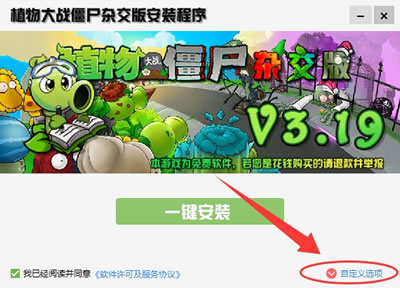 植物大战僵尸杂交版安装程序
植物大战僵尸杂交版
V3.19
本游戏为免费软件，若您是花钱购买的请退款并举报
一键安装
我已经阅读并同意《软件许可及服务协议》
自定义选项